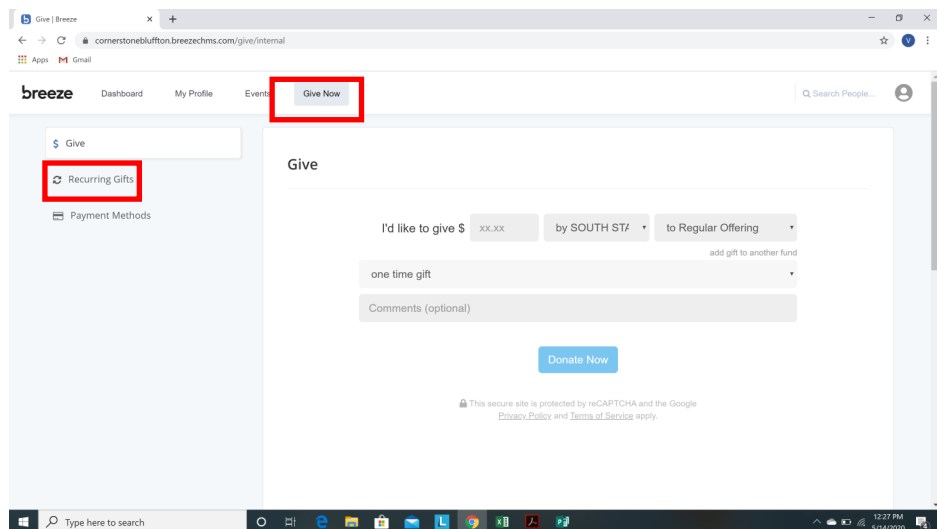 Give | Breeze
cornerstonebluffton.breezechms.com/give/internal
Apps Gmail
breeze Dashboard My Profile Events Give Now Search People...
$ Give
Recurring Gifts
Payment Methods
Give
I'd like to give $ xx.xx by SOUTH STA to Regular Offering
add gift to another fund
one time gift
Comments (optional)
Donate Now
This secure site is protected by reCAPTCHA and the Google
Privacy Policy and Terms of Service apply.
Type here to search
12:27 PM
5/14/2020